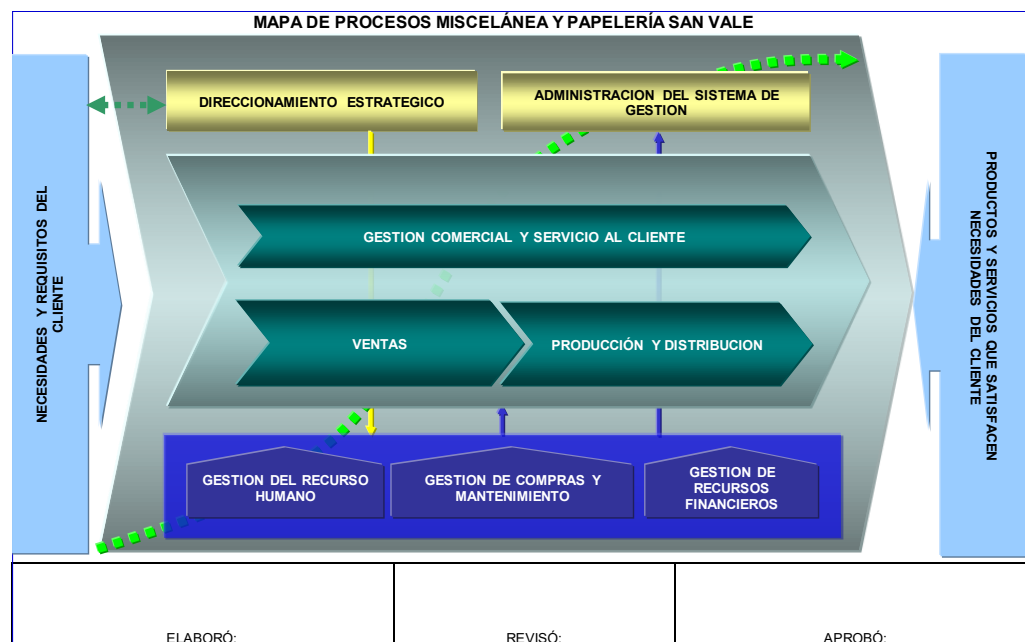 MAPA DE PROCESOS MISCELÁNEA Y PAPELERÍA SAN VALE
NECESIDADES Y REQUISITOS DEL
CLIENTE
DIRECCIONAMIENTO ESTRATEGICO
ADMINISTRACION DEL SISTEMA DE
GESTION
GESTION COMERCIAL Y SERVICIO AL CLIENTE
VENTAS
PRODUCCIÓN Y DISTRIBUCION
GESTION DEL RECURSO
HUMANO
GESTION DE COMPRAS Y
MANTENIMIENTO
GESTION DE
RECURSOS
FINANCIEROS
PRODUCTOS Y SERVICIOS QUE SATISFACEN
NECESIDADES DEL CLIENTE
ELABORÓ:
REVISÓ:
APROBÓ: